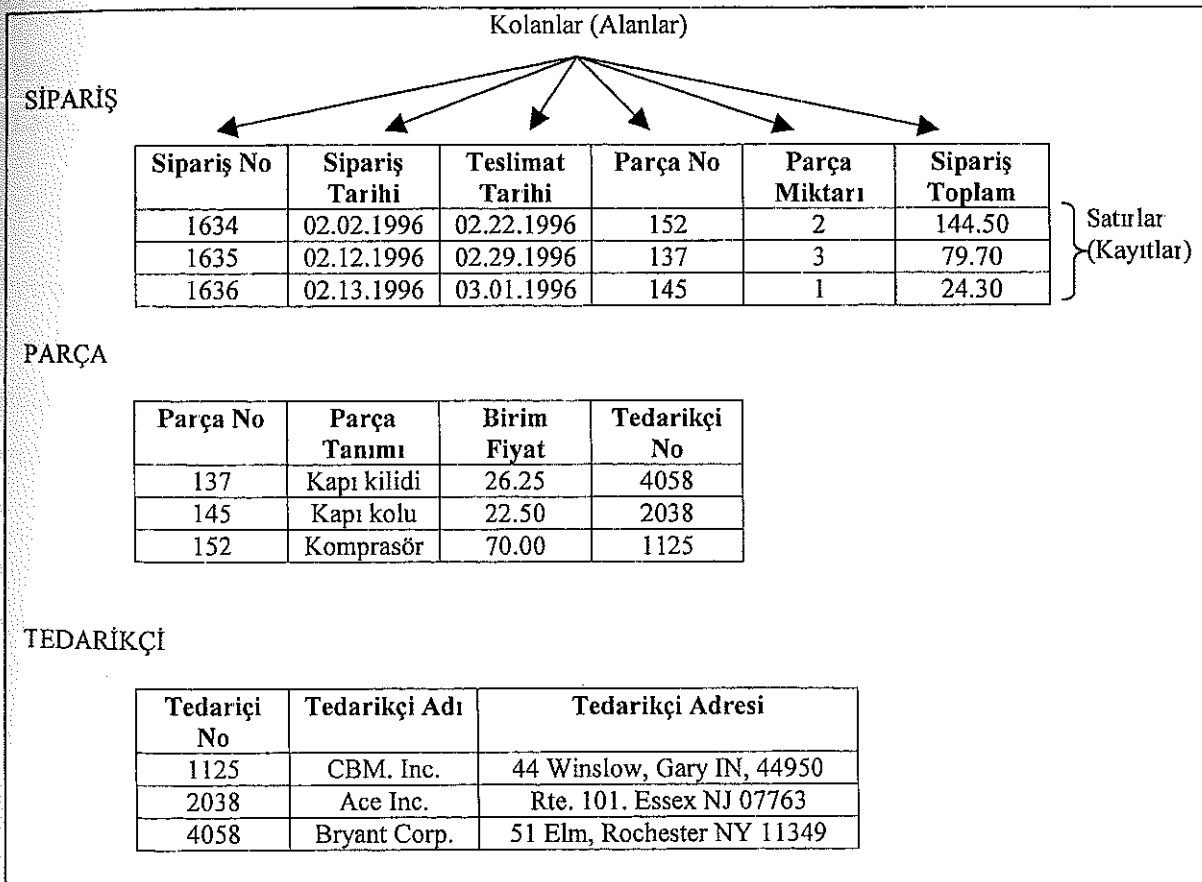 Kolanlar (Alanlar)
SİPARİŞ
Sipariş No Sipariş Tarihi Teslimat Tarihi Parça No Parça Miktarı Sipariş Toplam
1634 02.02.1996 02.22.1996 152 2 144.50
1635 02.12.1996 02.29.1996 137 3 79.70
1636 02.13.1996 03.01.1996 145 1 24.30
Satırlar
(Kayıtlar)
PARÇA
Parça No Parça Tanımı Birim Fiyat Tedarikçi No
137 Kapı kilidi 26.25 4058
145 Kapı kolu 22.50 2038
152 Komprasör 70.00 1125
TEDARİKÇİ
Tedariçi No Tedarikçi Adı Tedarikçi Adresi
1125 CBM. Inc. 44 Winslow, Gary IN, 44950
2038 Ace Inc. Rte. 101. Essex NJ 07763
4058 Bryant Corp. 51 Elm, Rochester NY 11349